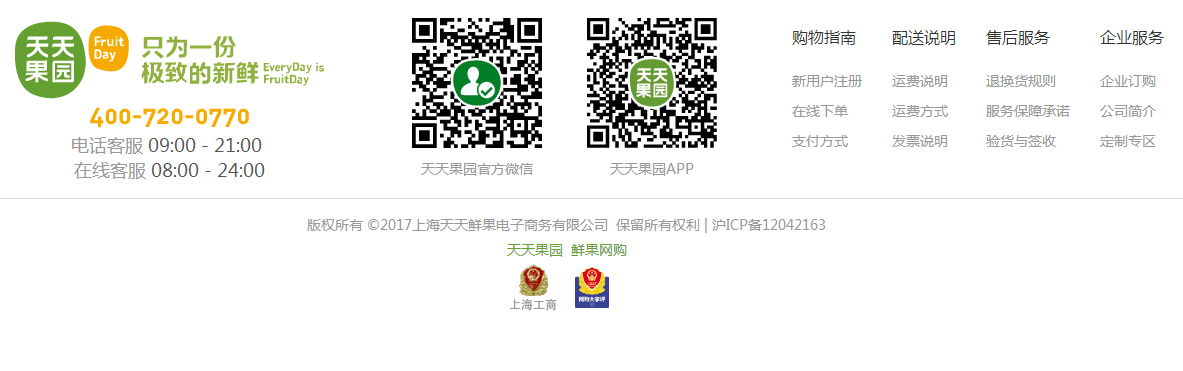 天天果园
Fruit Day
只为一份
极致的新鲜 EveryDay is FruitDay
400-720-0770
电话客服 09:00 - 21:00
在线客服 08:00 - 24:00
天天果园官方微信
天天果园
天天果园APP
购物指南
新用户注册
在线下单
支付方式
配送说明
运费说明
运费方式
发票说明
售后服务
退换货规则
服务保障承诺
验货与签收
企业服务
企业订购
公司简介
定制专区
版权所有 ©2017上海天天鲜果电子商务有限公司 保留所有权利 | 沪ICP备12042163
天天果园 鲜果网购
上海工商
网购大家评